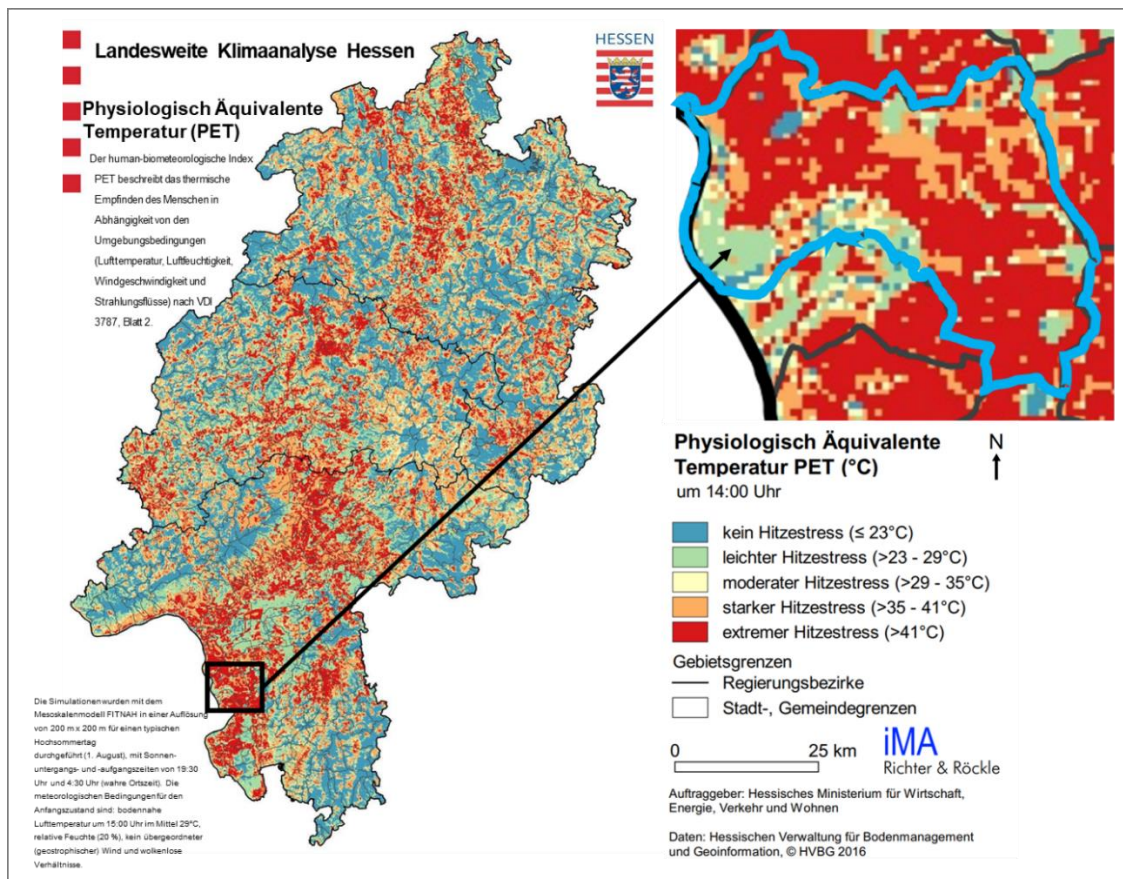 Landesweite Klimaanalyse Hessen
Physiologisch Äquivalente
Temperatur (PET)
Der human-biometeorologische Index
PET beschreibt das thermische
Empfinden des Menschen in
Abhängigkeit von den
Umgebungsbedingungen
(Lufttemperatur, Luftfeuchtigkeit,
Windgeschwindigkeit und
Strahlungsflüsse) nach VDI
3787, Blatt 2.
HESSEN
Physiologisch Äquivalente
Temperatur PET (°C)
um 14:00 Uhr
N
kein Hitzestress (≤ 23°C)
leichter Hitzestress (>23 - 29°C)
moderater Hitzestress (>29 - 35°C)
starker Hitzestress (>35 - 41°C)
extremer Hitzestress (>41°C)
Gebietsgrenzen
Regierungsbezirke
Stadt-, Gemeindegrenzen
0 25 km
iMA
Richter & Röckle
Auftraggeber: Hessisches Ministerium für Wirtschaft,
Energie, Verkehr und Wohnen
Daten: Hessischen Verwaltung für Bodenmanagement
und Geoinformation, © HVBG 2016
Die Simulationen wurden mit dem
Mesoskalenmodell FITNAH in einer Auflösung
von 200 m x 200 m für einen typischen
Hochsommertag
durchgeführt (1. August), mit Sonnen-
untergangs- und -aufgangszeiten von 19:30
Uhr und 4:30 Uhr (wahre Ortszeit). Die
meteorologischen Bedingungen für den
Anfangszustand sind: bodennahe
Lufttemperatur um 15:00 Uhr im Mittel 29°C,
relative Feuchte (20 %), kein übergeordneter
(geostrophischer) Wind und wolkenlose
Verhältnisse.